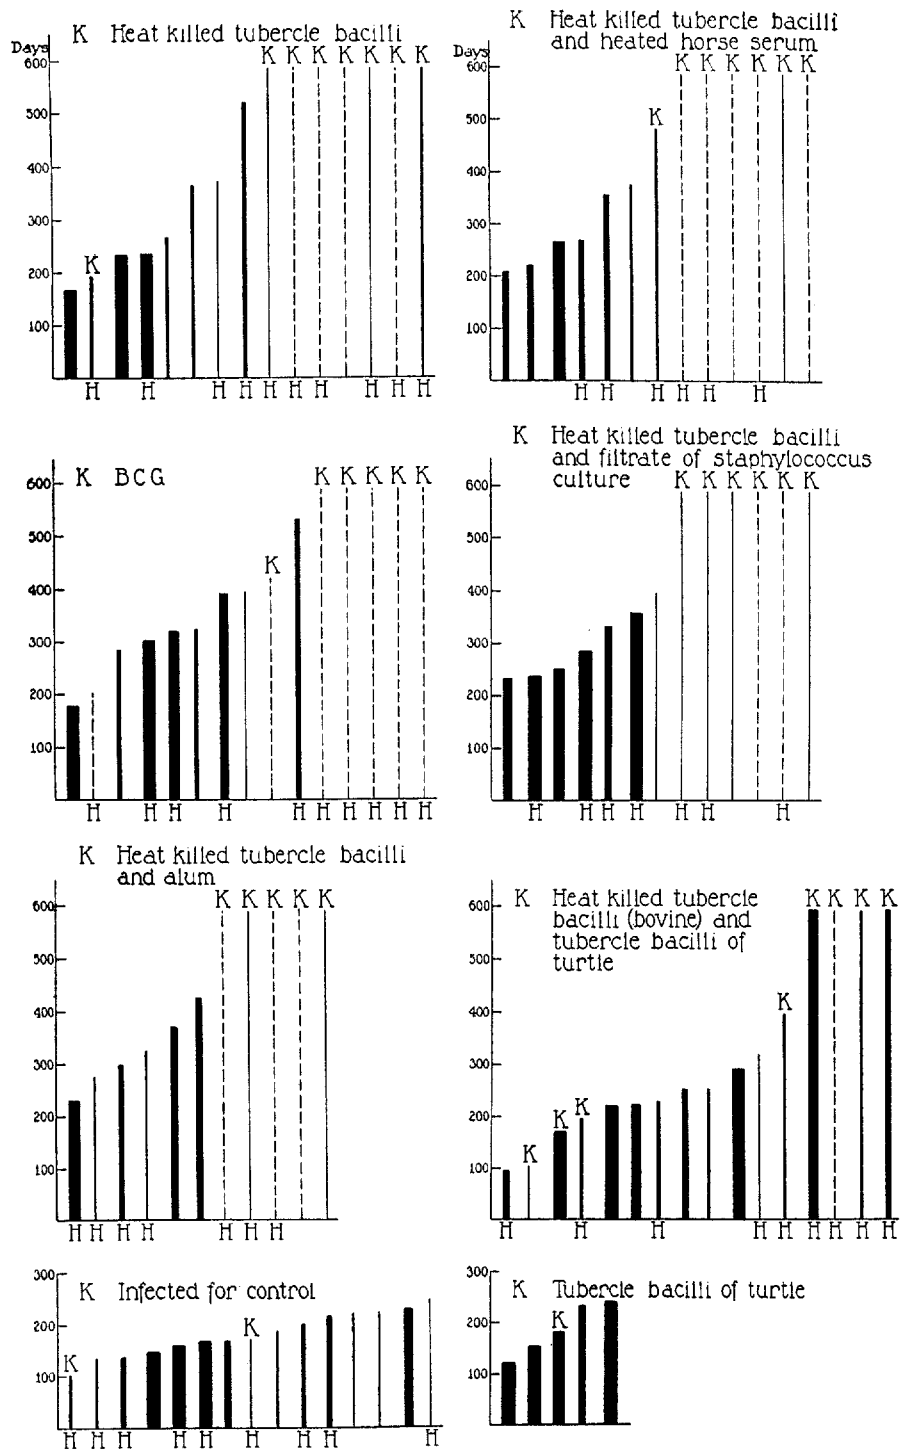 K Heat killed tubercle bacilli
Days
K K K K K K K
600
500
400
300
K
200
100
H H H H H H H H H H
K Heat killed tubercle bacilli
and heated horse serum
Days
K K K K K K
600
K
500
400
300
200
100
H H H H H H
K BCG
K K K K K
600
500
K
400
300
200
100
H H H H H H H H H H
K Heat killed tubercle bacilli
and filtrate of staphylococcus
culture
K K K K K K
600
500
400
300
200
100
H H H H H H H
K Heat killed tubercle bacilli
and alum
K K K K K
600
500
400
300
200
100
H H H H H H H
K Heat killed tubercle
bacilli (bovine) and
tubercle bacilli of
turtle
K K K K
600
500
K
400
300
K K
200
K
100
H H H H H H H H H
K Infected for control
300
200
K K
100
H H H H H H H H H
K Tubercle bacilli of turtle
300
K
200
100